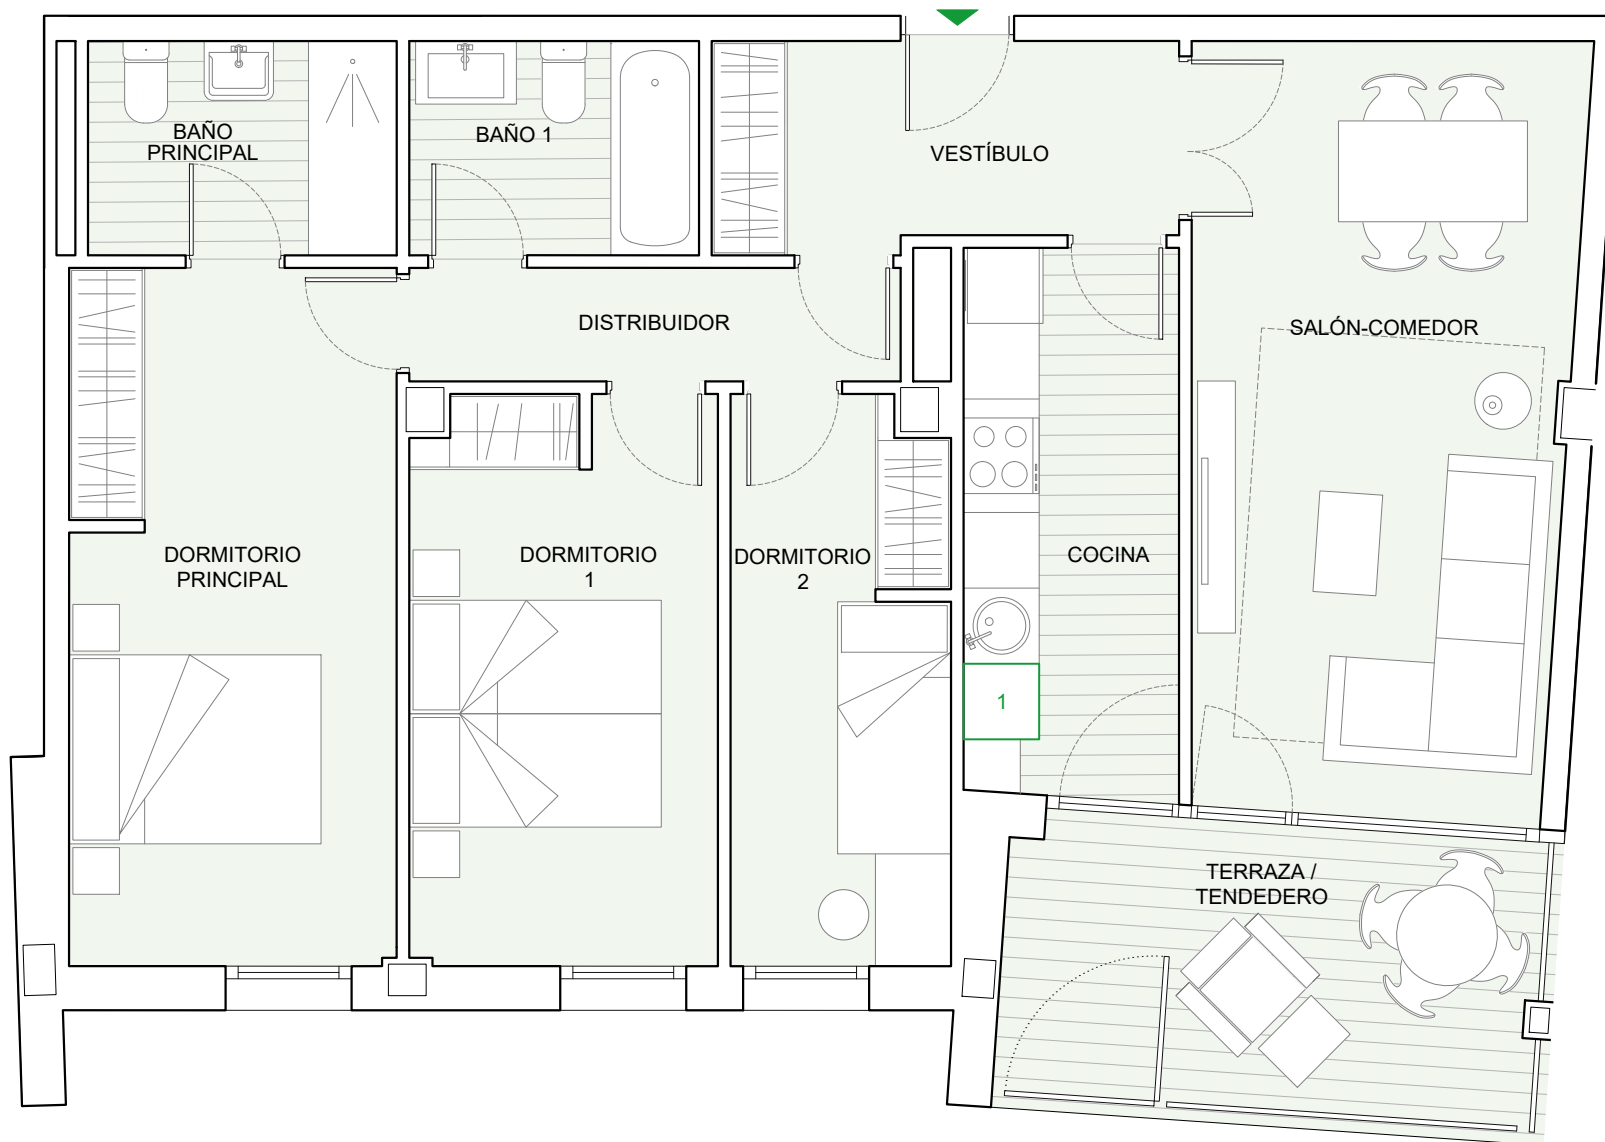 BAÑO
PRINCIPAL
BAÑO 1
VESTÍBULO
DISTRIBUIDOR
SALÓN-COMEDOR
DORMITORIO
PRINCIPAL
DORMITORIO
1
DORMITORIO
2
COCINA
1
TERRAZA /
TENDEDERO